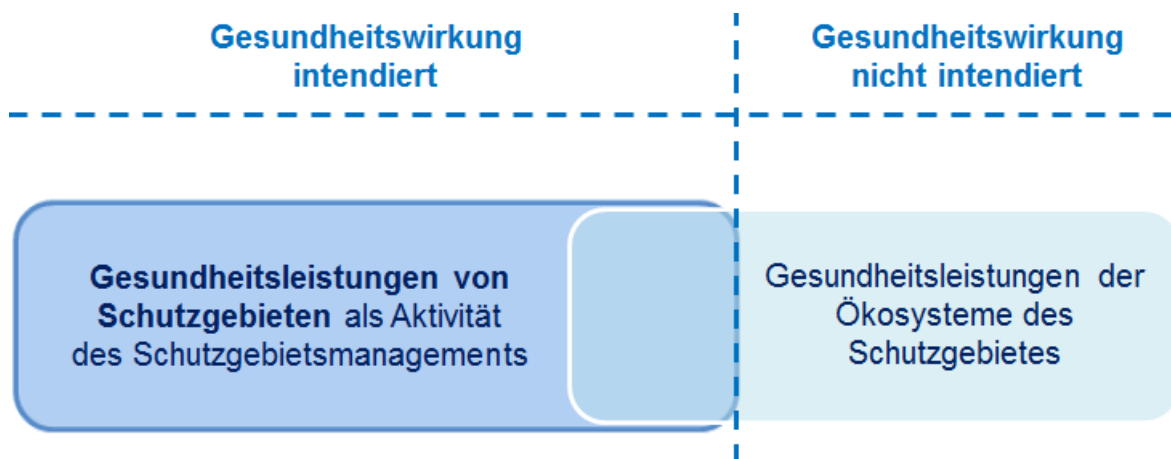 Gesundheitswirkung
intendiert
Gesundheitswirkung
nicht intendiert
Gesundheitsleistungen von
Schutzgebieten als Aktivität
des Schutzgebietsmanagements
Gesundheitsleistungen der
Ökosysteme des
Schutzgebietes